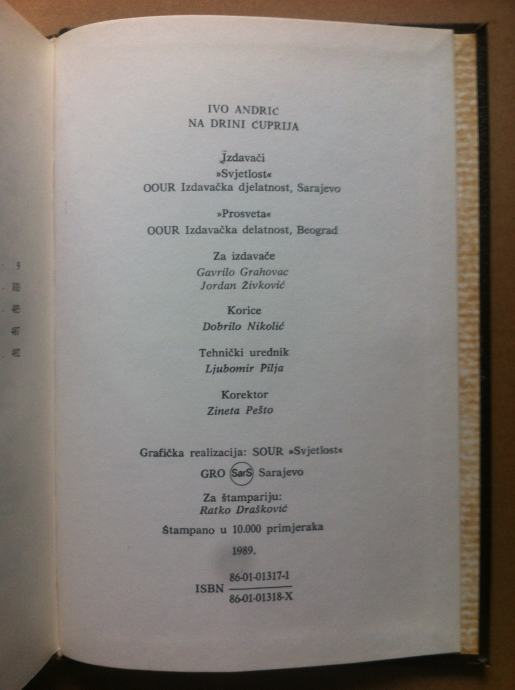 IVO ANDRIĆ
NA DRINI ĆUPRIJA
Izdavači
»Svjetlost«
OOUR Izdavačka djelatnost, Sarajevo
»Prosveta«
OOUR Izdavačka delatnost, Beograd
Za izdavače
Gavrilo Grahovac
Jordan Živković
Korice
Dobrilo Nikolić
Tehnički urednik
Ljubomir Pilja
Korektor
Zineta Pešto
Grafička realizacija: SOUR »Svjetlost«
GRO SarS Sarajevo
Za štampariju:
Ratko Drašković
Štampano u 10.000 primjeraka
1989.
ISBN 86-01-01317-1
86-01-01318-X